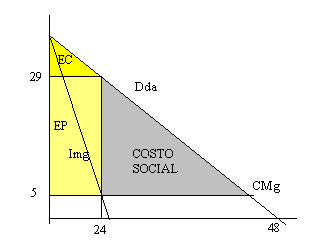 EC
29
Dda
EP
Img
COSTO
SOCIAL
5
CMg
24
48